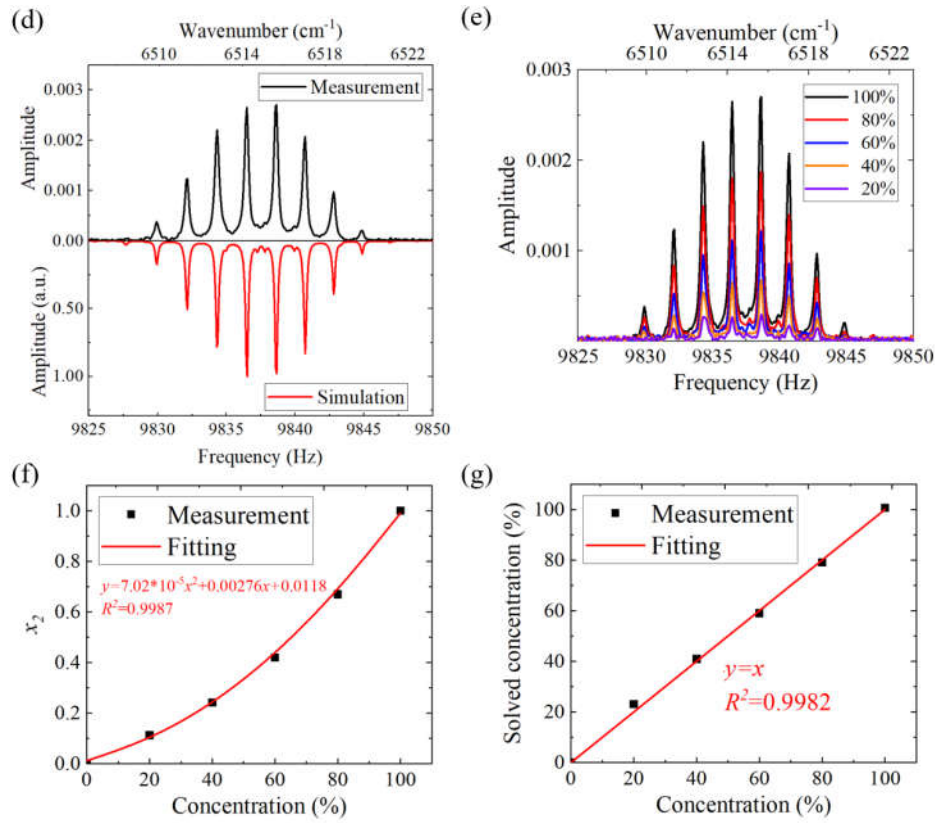 (d)
Wavenumber (cm⁻¹)
6510 6514 6518 6522
Measurement
Amplitude
0.003
0.002
0.001
0.00
0.50
1.00
Amplitude (a.u.)
Simulation
9825 9830 9835 9840 9845 9850
Frequency (Hz)
(e)
Wavenumber (cm⁻¹)
6510 6514 6518 6522
0.003
0.002
0.001
Amplitude
100%
80%
60%
40%
20%
9825 9830 9835 9840 9845 9850
Frequency (Hz)
(f)
1.0
0.8
0.6
0.4
0.2
0.0
x₂
Measurement
Fitting
y=7.02*10⁻⁵x²+0.00276x+0.0118
R²=0.9987
0 20 40 60 80 100
Concentration (%)
(g)
100
80
60
40
20
0
Solved concentration (%)
Measurement
Fitting
y=x
R²=0.9982
0 20 40 60 80 100
Concentration (%)